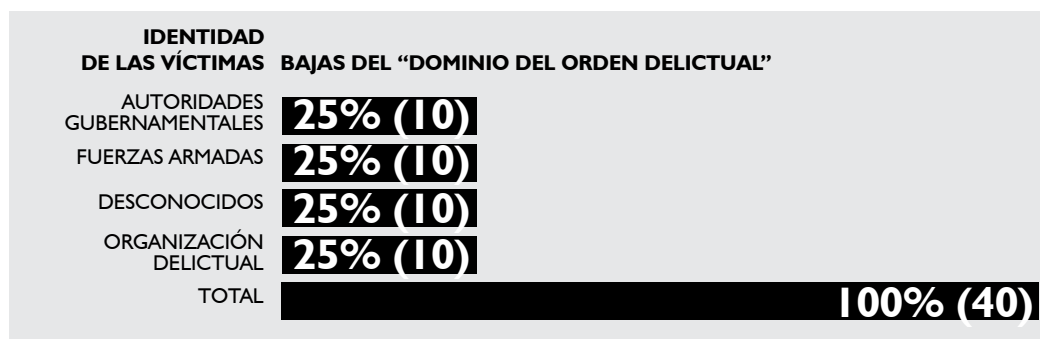 IDENTIDAD
DE LAS VÍCTIMAS BAJAS DEL “DOMINIO DEL ORDEN DELICTUAL”
AUTORIDADES
GUBERNAMENTALES 25% (10)
FUERZAS ARMADAS 25% (10)
DESCONOCIDOS 25% (10)
ORGANIZACIÓN
DELICTUAL 25% (10)
TOTAL 100% (40)